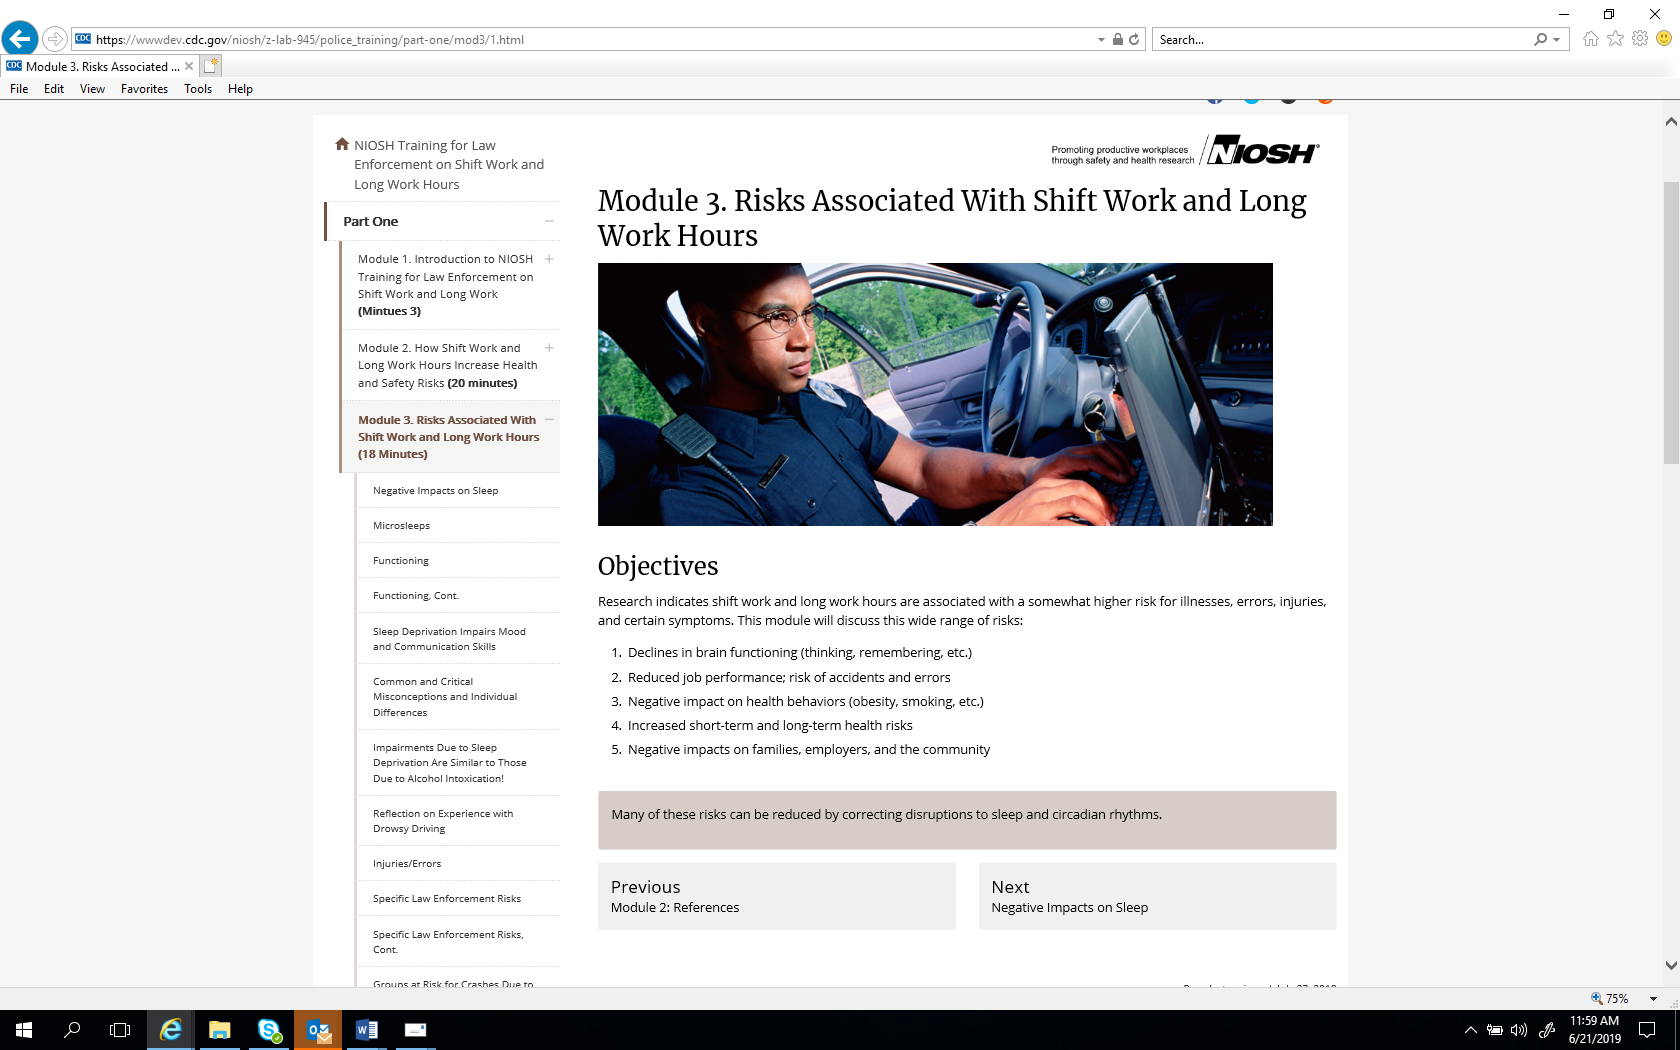 https://wwwdev.cdc.gov/niosh/z-lab-945/police_training/part-one/mod3/1.html
Search...
CDC
Module 3. Risks Associated ...
File Edit View Favorites Tools Help
NIOSH Training for Law
Enforcement on Shift Work and
Long Work Hours
Part One
Module 1. Introduction to NIOSH
Training for Law Enforcement on
Shift Work and Long Work
(Mintues 3)
Module 2. How Shift Work and
Long Work Hours Increase Health
and Safety Risks (20 minutes)
Module 3. Risks Associated With
Shift Work and Long Work Hours
(18 Minutes)
Negative Impacts on Sleep
Microsleeps
Functioning
Functioning, Cont.
Sleep Deprivation Impairs Mood
and Communication Skills
Common and Critical
Misconceptions and Individual
Differences
Impairments Due to Sleep
Deprivation Are Similar to Those
Due to Alcohol Intoxication!
Reflection on Experience with
Drowsy Driving
Injuries/Errors
Specific Law Enforcement Risks
Specific Law Enforcement Risks,
Cont.
Groups at Risk for Crashes Due to
Promoting productive workplaces
through safety and health research
NIOSH®
Module 3. Risks Associated With Shift Work and Long
Work Hours
Objectives
Research indicates shift work and long work hours are associated with a somewhat higher risk for illnesses, errors, injuries,
and certain symptoms. This module will discuss this wide range of risks:
1. Declines in brain functioning (thinking, remembering, etc.)
2. Reduced job performance; risk of accidents and errors
3. Negative impact on health behaviors (obesity, smoking, etc.)
4. Increased short-term and long-term health risks
5. Negative impacts on families, employers, and the community
Many of these risks can be reduced by correcting disruptions to sleep and circadian rhythms.
Previous
Module 2: References
Next
Negative Impacts on Sleep
75%
11:59 AM
6/21/2019